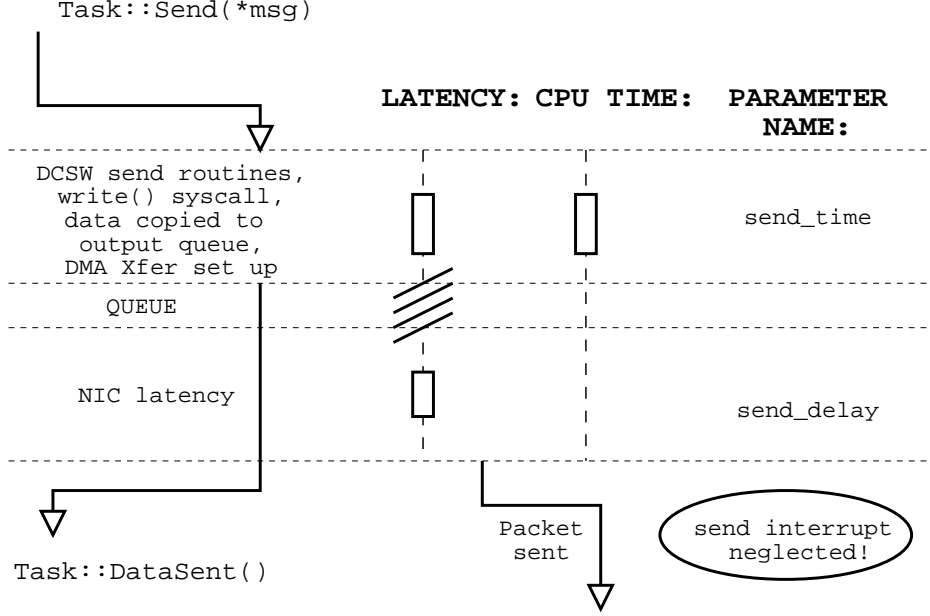 Task::Send(*msg)
LATENCY: CPU TIME: PARAMETER
NAME:
DCSW send routines,
write() syscall,
data copied to
output queue,
DMA Xfer set up
send_time
QUEUE
NIC latency
send_delay
Packet
sent
send interrupt
neglected!
Task::DataSent()